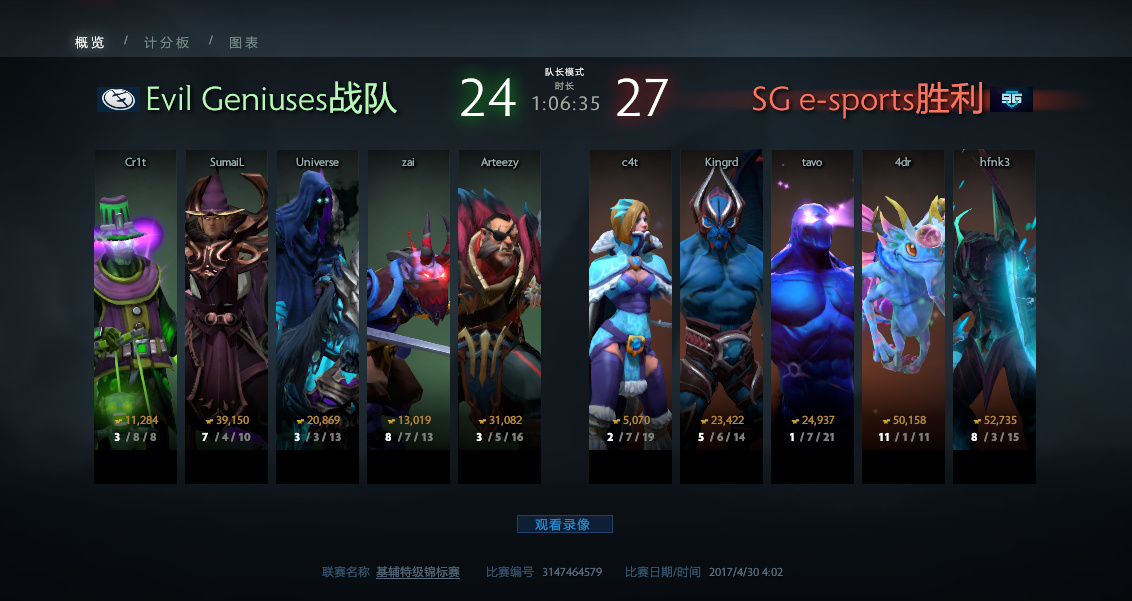 概览 / 计分板 / 图表
Evil Geniuses战队 24 队长模式 时长 1:06:35 27 SG e-sports胜利
Cr1t SumaiL Universe zai Arteezy c4t Kingrd tavo 4dr hfnk3
11,284 39,150 20,869 13,019 31,082 5,070 23,422 24,937 50,158 52,735
3 / 8 / 8 7 / 4 / 10 3 / 3 / 13 8 / 7 / 13 3 / 5 / 16 2 / 7 / 19 5 / 6 / 14 1 / 7 / 21 11 / 1 / 11 8 / 3 / 15
观看录像
联赛名称 基辅特级锦标赛 比赛编号 3147464579 比赛日期/时间 2017/4/30 4:02